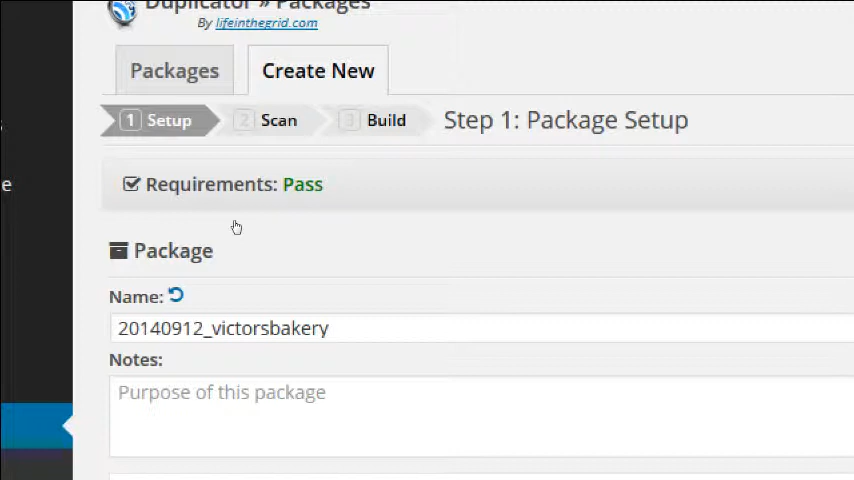 Duplicator » Packages
By lifeinthegrid.com
Packages
Create New
1 Setup
2 Scan
3 Build
Step 1: Package Setup
Requirements: Pass
Package
Name:
20140912_victorsbakery
Notes:
Purpose of this package